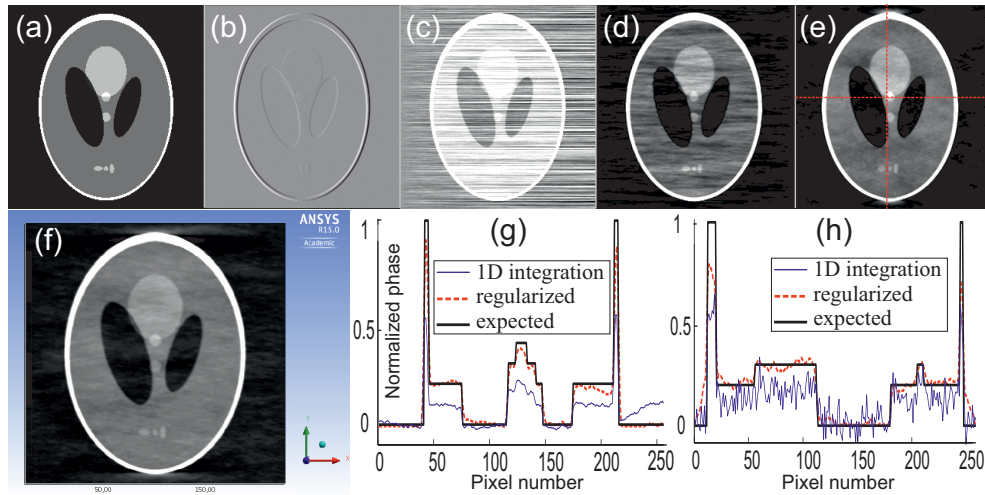 (a)
(b)
(c)
(d)
(e)
(f)
ANSYS
R15.0
Academic
Y
X
50,00
150,00
(g)
1
0.5
0
Normalized phase
1D integration
regularized
expected
0 50 100 150 200 250
Pixel number
(h)
1
0.5
0
1D integration
regularized
expected
0 50 100 150 200 250
Pixel number